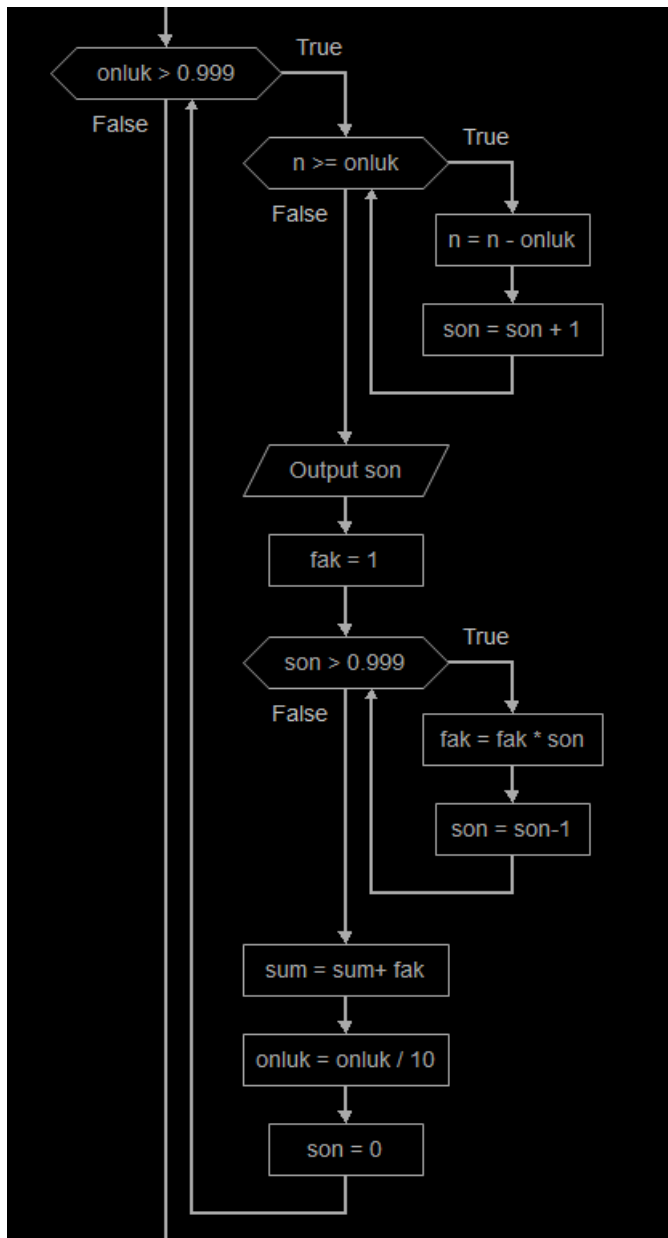 True
onluk > 0.999
False
True
n >= onluk
False
n = n - onluk
son = son + 1
Output son
fak = 1
True
son > 0.999
False
fak = fak * son
son = son-1
sum = sum+ fak
onluk = onluk / 10
son = 0